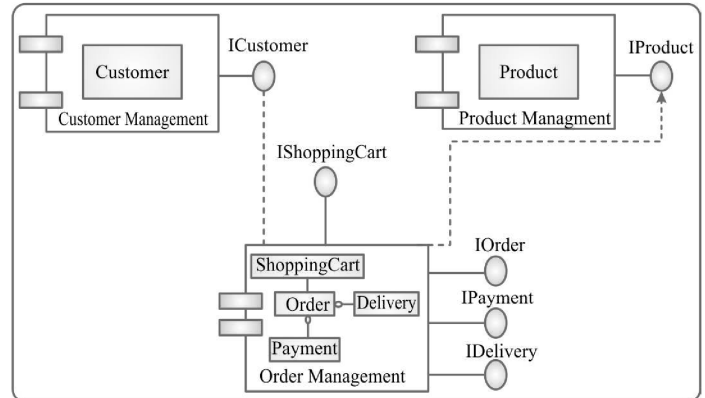 ICustomer
IProduct
Customer
Product
Customer Management
Product Managment
IShoppingCart
IOrder
ShoppingCart
Order
Delivery
IPayment
Payment
IDelivery
Order Management